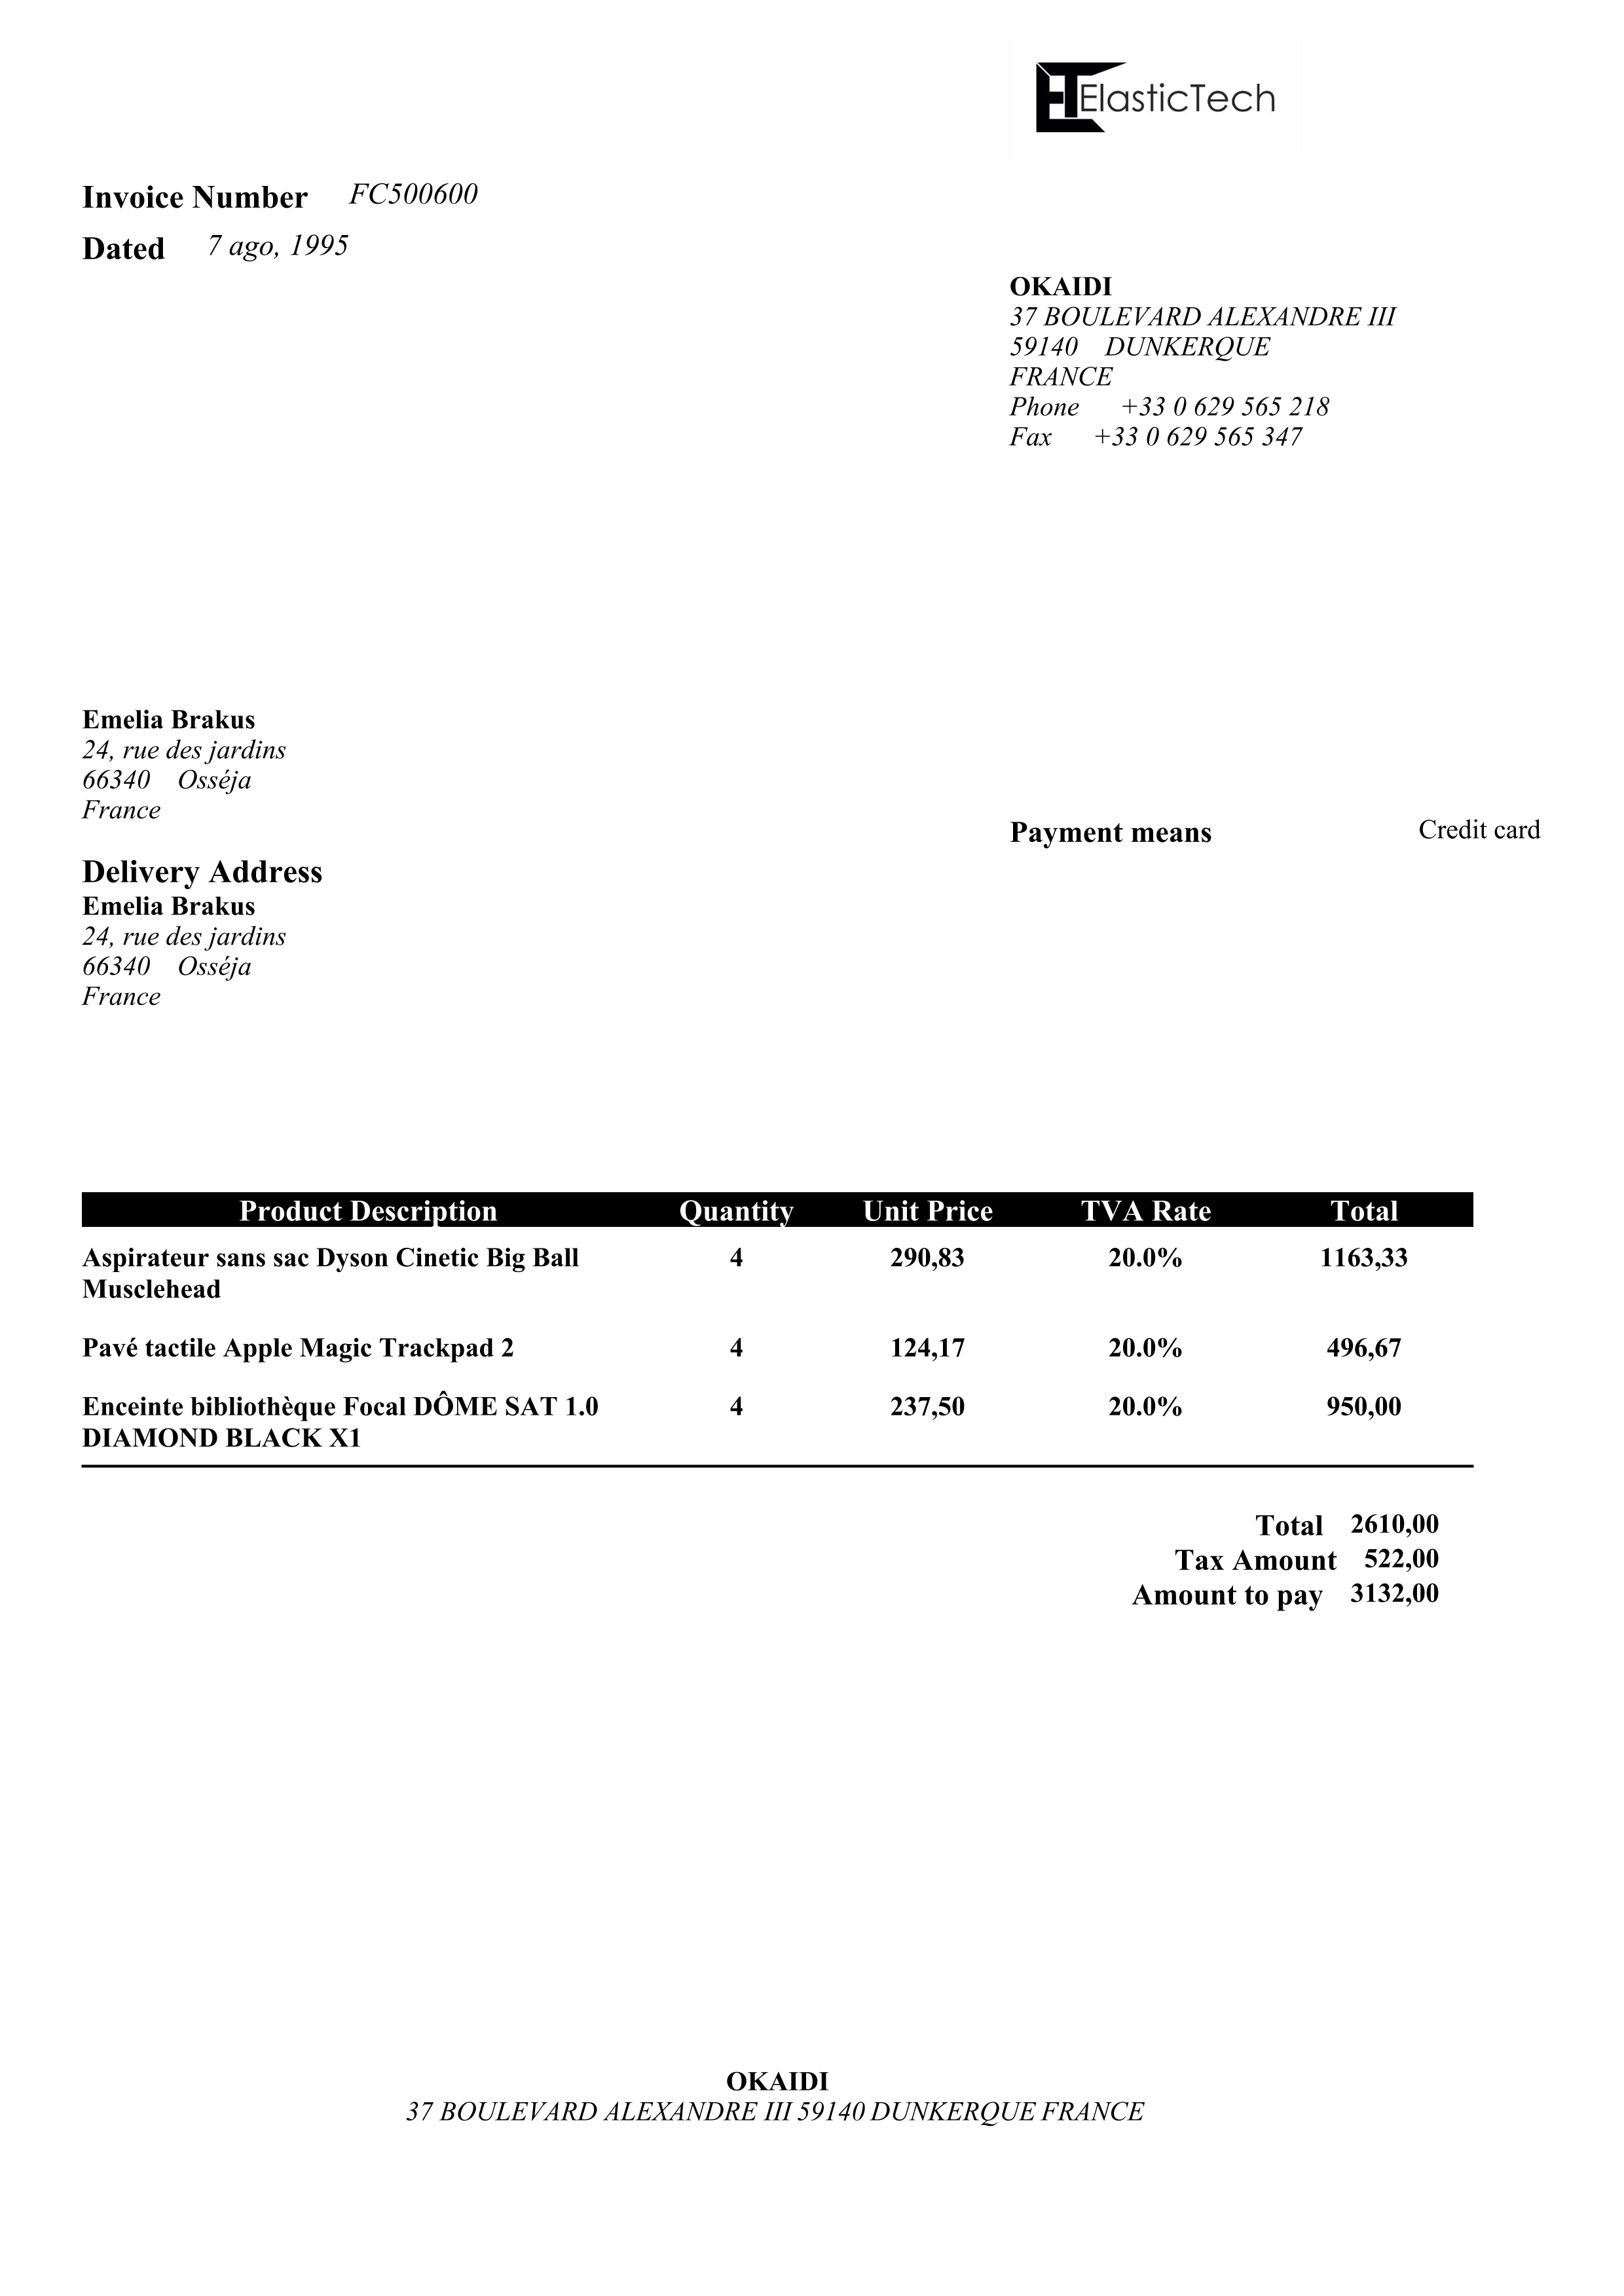 ElasticTech
Invoice Number FC500600
Dated 7 ago, 1995
OKAIDI
37 BOULEVARD ALEXANDRE III
59140 DUNKERQUE
FRANCE
Phone +33 0 629 565 218
Fax +33 0 629 565 347
Emelia Brakus
24, rue des jardins
66340 Osséja
France
Payment means Credit card
Delivery Address
Emelia Brakus
24, rue des jardins
66340 Osséja
France
Product Description Quantity Unit Price TVA Rate Total
Aspirateur sans sac Dyson Cinetic Big Ball 4 290,83 20.0% 1163,33
Musclehead
Pavé tactile Apple Magic Trackpad 2 4 124,17 20.0% 496,67
Enceinte bibliothèque Focal DÔME SAT 1.0 4 237,50 20.0% 950,00
DIAMOND BLACK X1
Total 2610,00
Tax Amount 522,00
Amount to pay 3132,00
OKAIDI
37 BOULEVARD ALEXANDRE III 59140 DUNKERQUE FRANCE